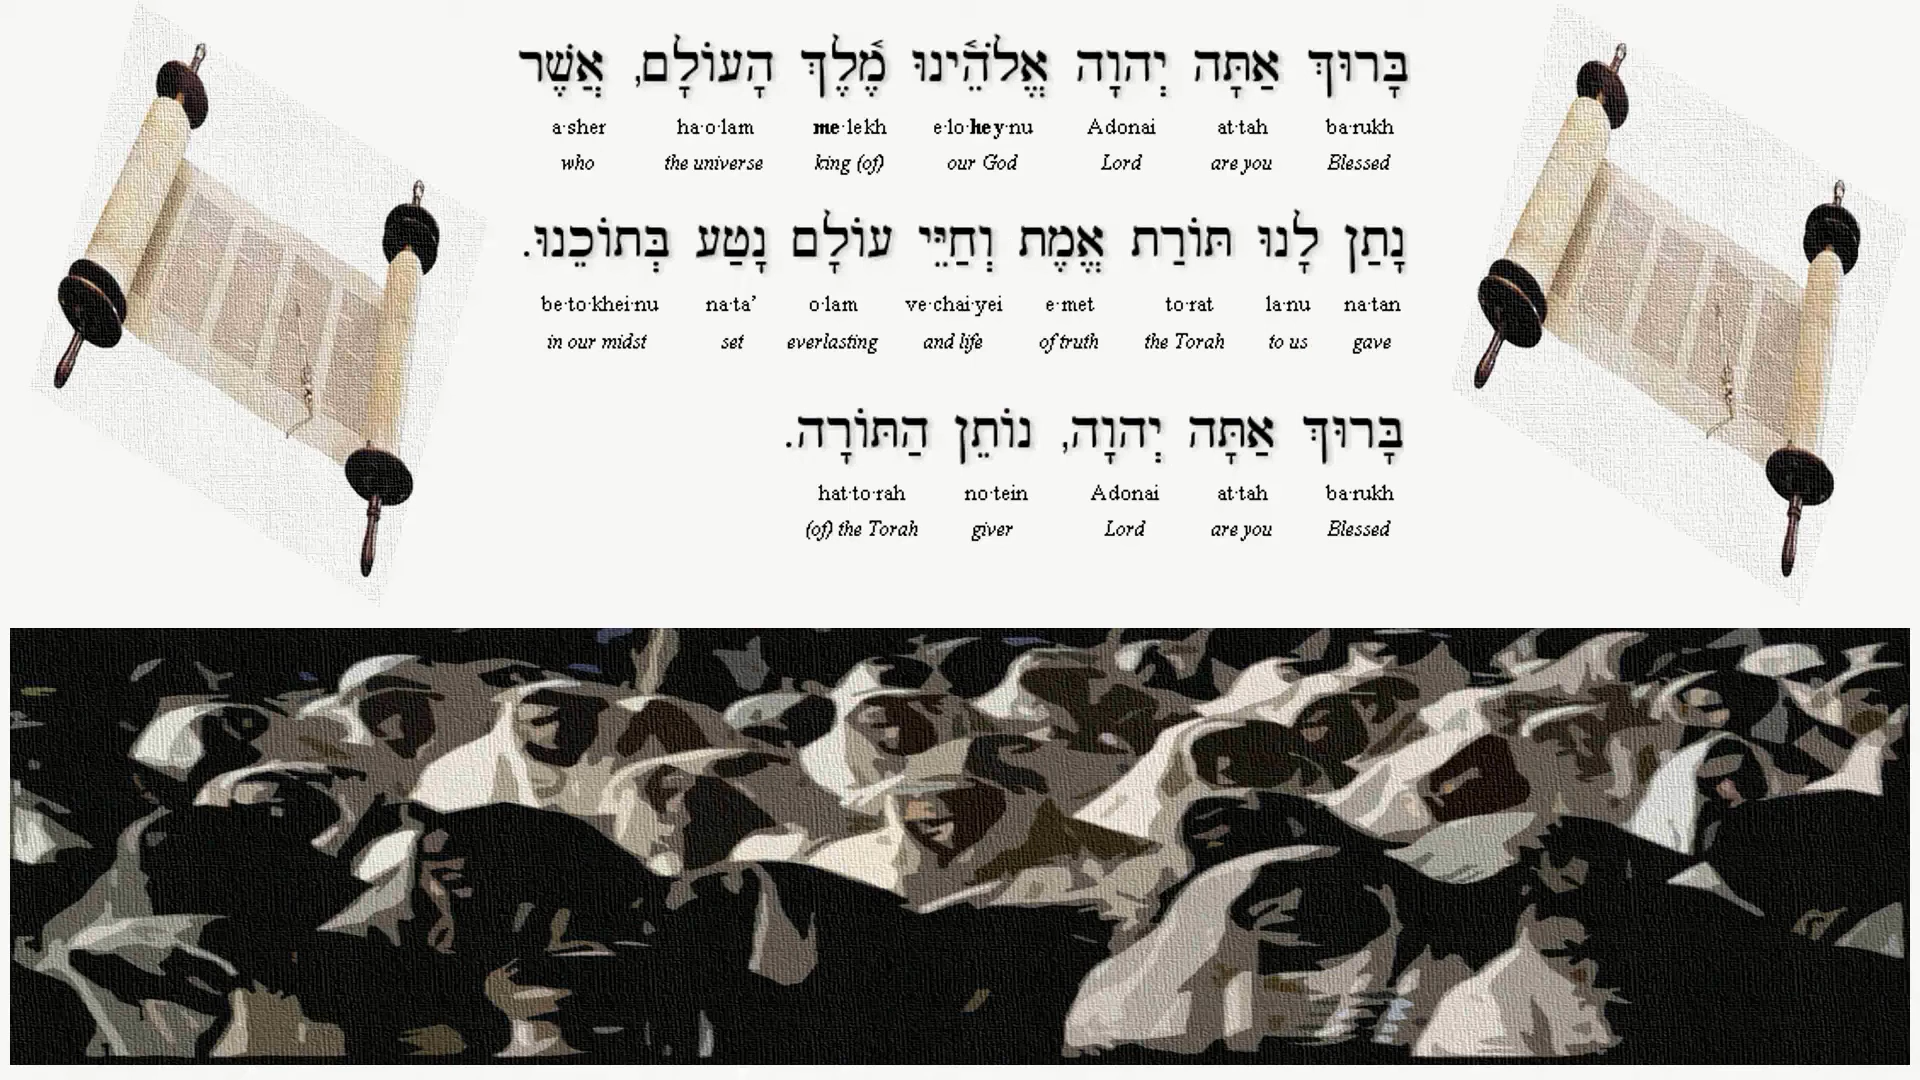 בָּרוּךְ אַתָּה יְהוָה אֱלֹהֵ֫ינוּ מֶ֫לֶךְ הָעוֹלָם, אֲשֶׁר
a·sher ha·o·lam me·lekh e·lo·hey·nu Adonai at·tah ba·rukh
who the universe king (of) our God Lord are you Blessed
נָתַן לָנוּ תּוֹרַת אֱמֶת וְחַיֵּי עוֹלָם נָטַע בְּתוֹכֵנוּ.
be·to·khei·nu na·ta’ o·lam ve·chai·yei e·met to·rat la·nu na·tan
in our midst set everlasting and life of truth the Torah to us gave
בָּרוּךְ אַתָּה יְהוָה, נוֹתֵן הַתּוֹרָה.
hat·to·rah no·tein Adonai at·tah ba·rukh
(of) the Torah giver Lord are you Blessed